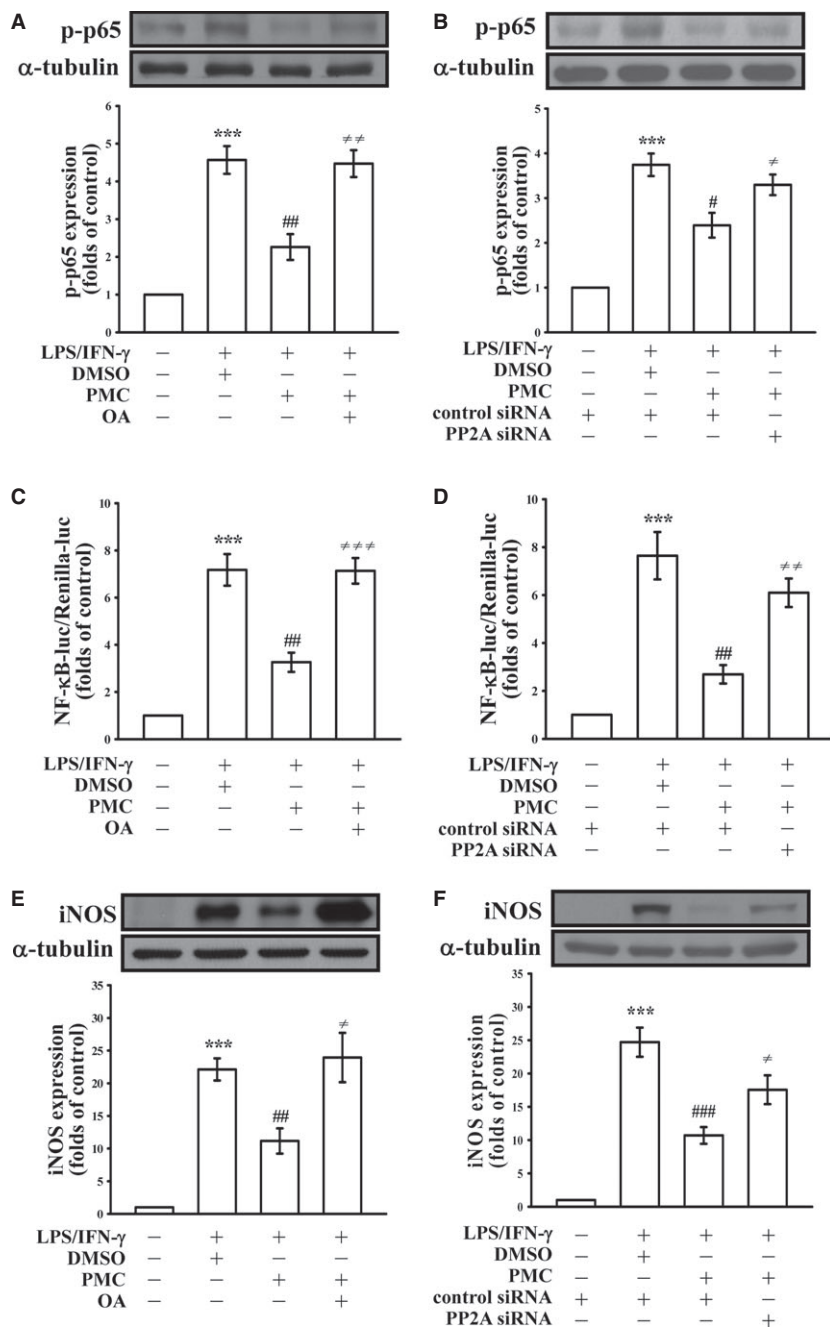 A
p-p65
α-tubulin
p-p65 expression
(folds of control)
6
5
4
3
2
1
0
***
##
≠≠
LPS/IFN-γ − + + +
DMSO − + − −
PMC − − + +
OA − − − +
B
p-p65
α-tubulin
p-p65 expression
(folds of control)
5
4
3
2
1
0
***
#
≠
LPS/IFN-γ − + + +
DMSO − + − −
PMC − − + +
control siRNA + + + −
PP2A siRNA − − − +
C
NF-κB-luc/Renilla-luc
(folds of control)
10
8
6
4
2
0
***
##
≠≠≠
LPS/IFN-γ − + + +
DMSO − + − −
PMC − − + +
OA − − − +
D
NF-κB-luc/Renilla-luc
(folds of control)
10
8
6
4
2
0
***
##
≠≠
LPS/IFN-γ − + + +
DMSO − + − −
PMC − − + +
control siRNA + + + −
PP2A siRNA − − − +
E
iNOS
α-tubulin
iNOS expression
(folds of control)
25
20
15
10
5
0
***
##
≠
LPS/IFN-γ − + + +
DMSO − + − −
PMC − − + +
OA − − − +
F
iNOS
α-tubulin
iNOS expression
(folds of control)
35
30
25
20
15
10
5
0
***
###
≠
LPS/IFN-γ − + + +
DMSO − + − −
PMC − − + +
control siRNA + + + −
PP2A siRNA − − − +